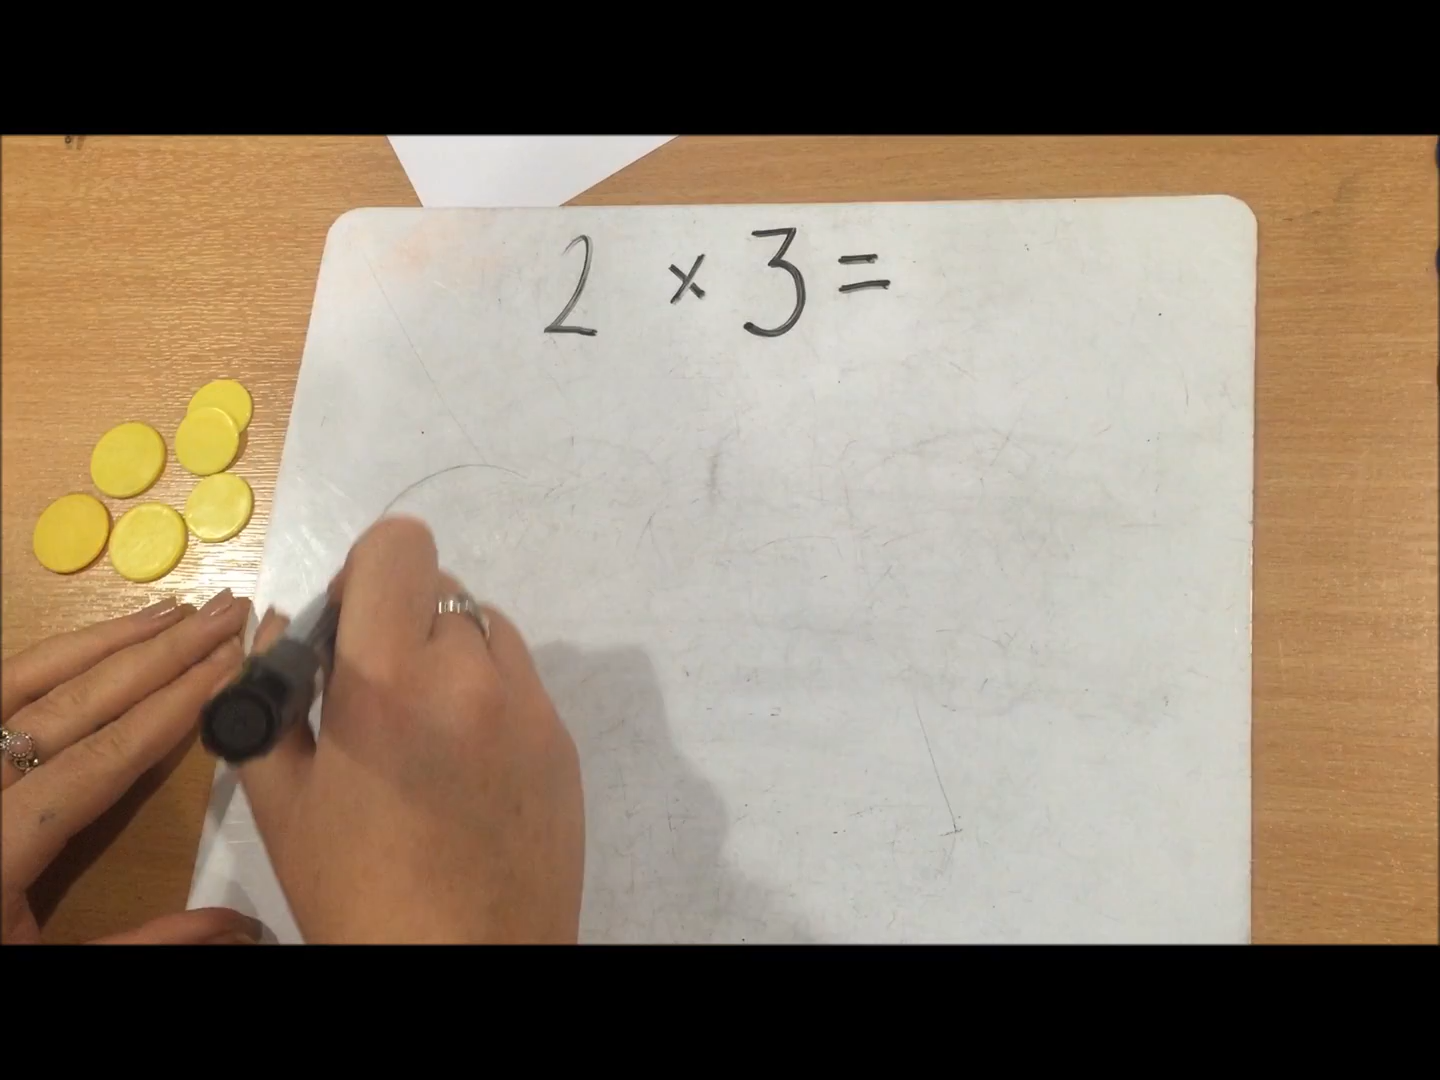 2 × 3 =